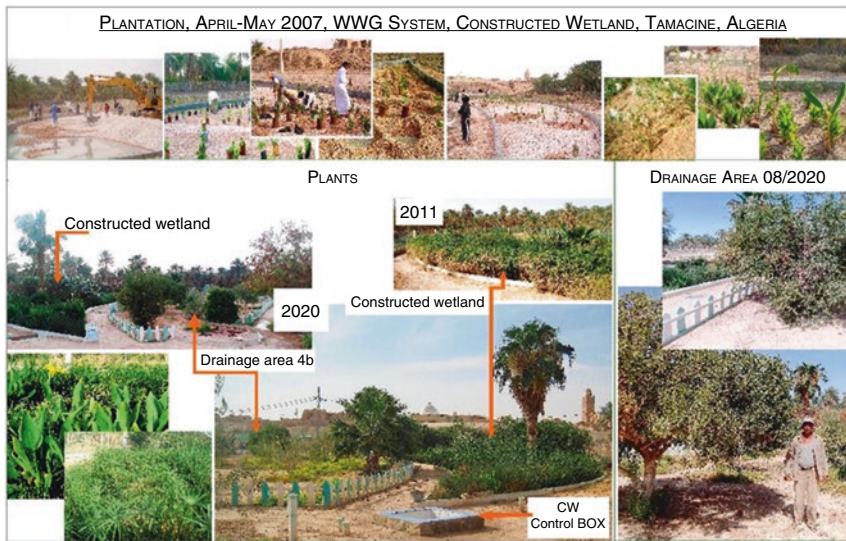 PLANTATION, APRIL-MAY 2007, WWG SYSTEM, CONSTRUCTED WETLAND, TAMACINE, ALGERIA
PLANTS
DRAINAGE AREA 08/2020
Constructed wetland
2011
2020
Constructed wetland
Drainage area 4b
CW
Control BOX